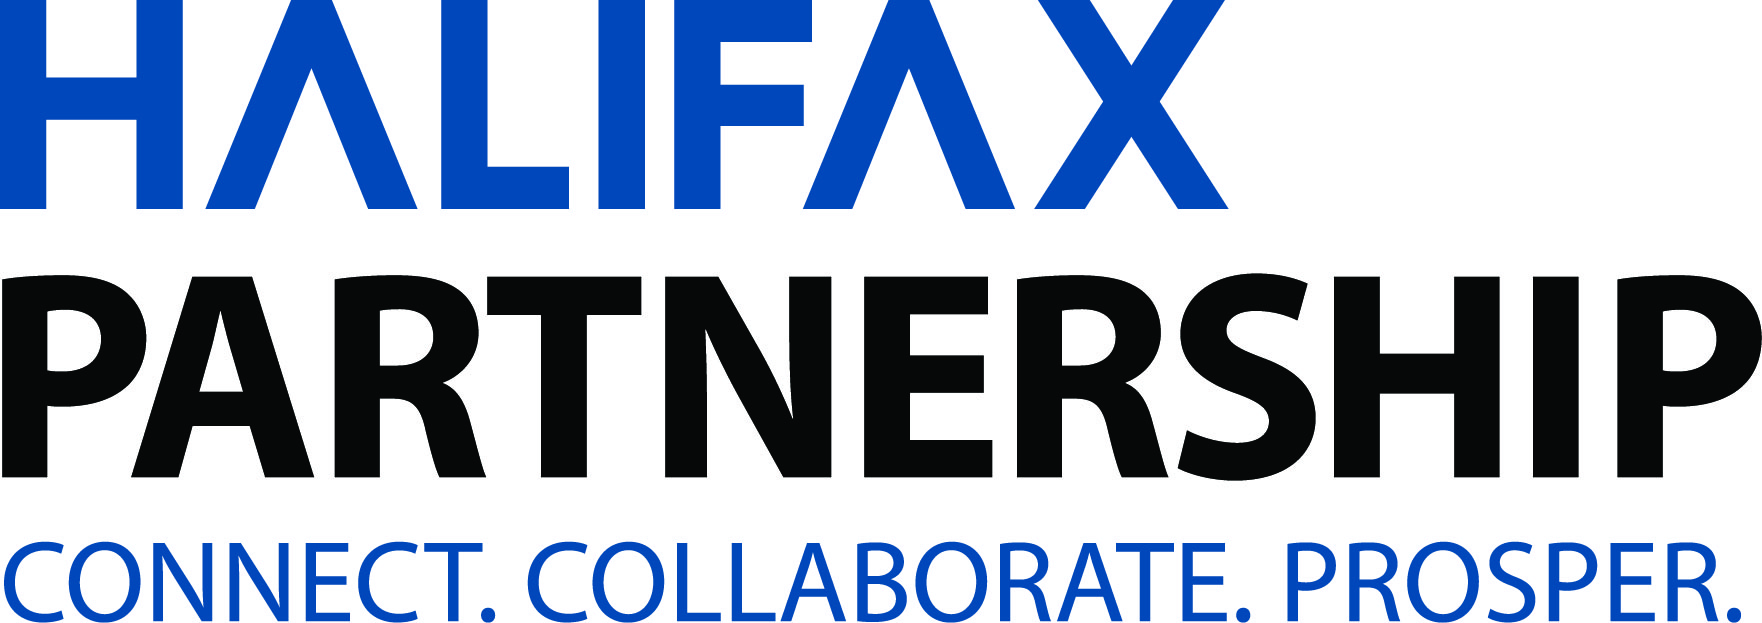 HALIFAX
PARTNERSHIP
CONNECT. COLLABORATE. PROSPER.